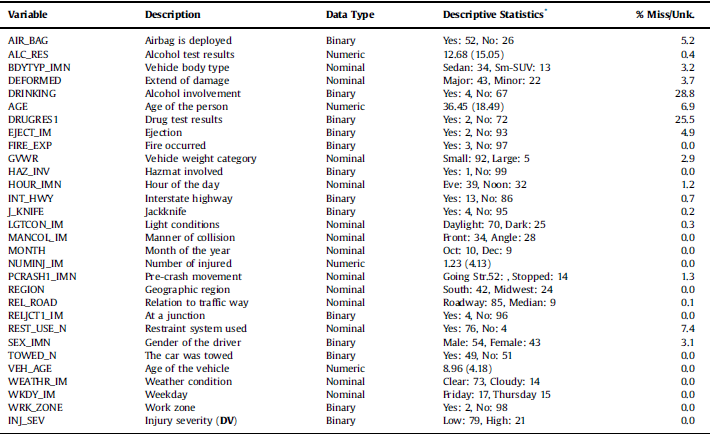 Variable Description Data Type Descriptive Statistics* % Miss/Unk.
AIR_BAG Airbag is deployed Binary Yes: 52, No: 26 5.2
ALC_RES Alcohol test results Numeric 12.68 (15.05) 0.4
BDYTYP_IMN Vehicle body type Nominal Sedan: 34, Sm-SUV: 13 3.2
DEFORMED Extend of damage Nominal Major: 43, Minor: 22 3.7
DRINKING Alcohol involvement Binary Yes: 4, No: 67 28.8
AGE Age of the person Numeric 36.45 (18.49) 6.9
DRUGRES1 Drug test results Binary Yes: 2, No: 72 25.5
EJECT_IM Ejection Binary Yes: 2, No: 93 4.9
FIRE_EXP Fire occurred Binary Yes: 3, No: 97 0.0
GVWR Vehicle weight category Nominal Small: 92, Large: 5 2.9
HAZ_INV Hazmat involved Binary Yes: 1, No: 99 0.0
HOUR_IMN Hour of the day Nominal Eve: 39, Noon: 32 1.2
INT_HWY Interstate highway Binary Yes: 13, No: 86 0.7
J_KNIFE Jackknife Binary Yes: 4, No: 95 0.2
LGTCON_IM Light conditions Nominal Daylight: 70, Dark: 25 0.3
MANCOL_IM Manner of collision Nominal Front: 34, Angle: 28 0.0
MONTH Month of the year Nominal Oct: 10, Dec: 9 0.0
NUMINJ_IM Number of injured Numeric 1.23 (4.13) 0.0
PCRASH1_IMN Pre-crash movement Nominal Going Str.52: , Stopped: 14 1.3
REGION Geographic region Nominal South: 42, Midwest: 24 0.0
REL_ROAD Relation to traffic way Nominal Roadway: 85, Median: 9 0.1
RELJCT1_IM At a junction Binary Yes: 4, No: 96 0.0
REST_USE_N Restraint system used Nominal Yes: 76, No: 4 7.4
SEX_IMN Gender of the driver Binary Male: 54, Female: 43 3.1
TOWED_N The car was towed Binary Yes: 49, No: 51 0.0
VEH_AGE Age of the vehicle Numeric 8.96 (4.18) 0.0
WEATHR_IM Weather condition Nominal Clear: 73, Cloudy: 14 0.0
WKDY_IM Weekday Nominal Friday: 17, Thursday 15 0.0
WRK_ZONE Work zone Binary Yes: 2, No: 98 0.0
INJ_SEV Injury severity (DV) Binary Low: 79, High: 21 0.0